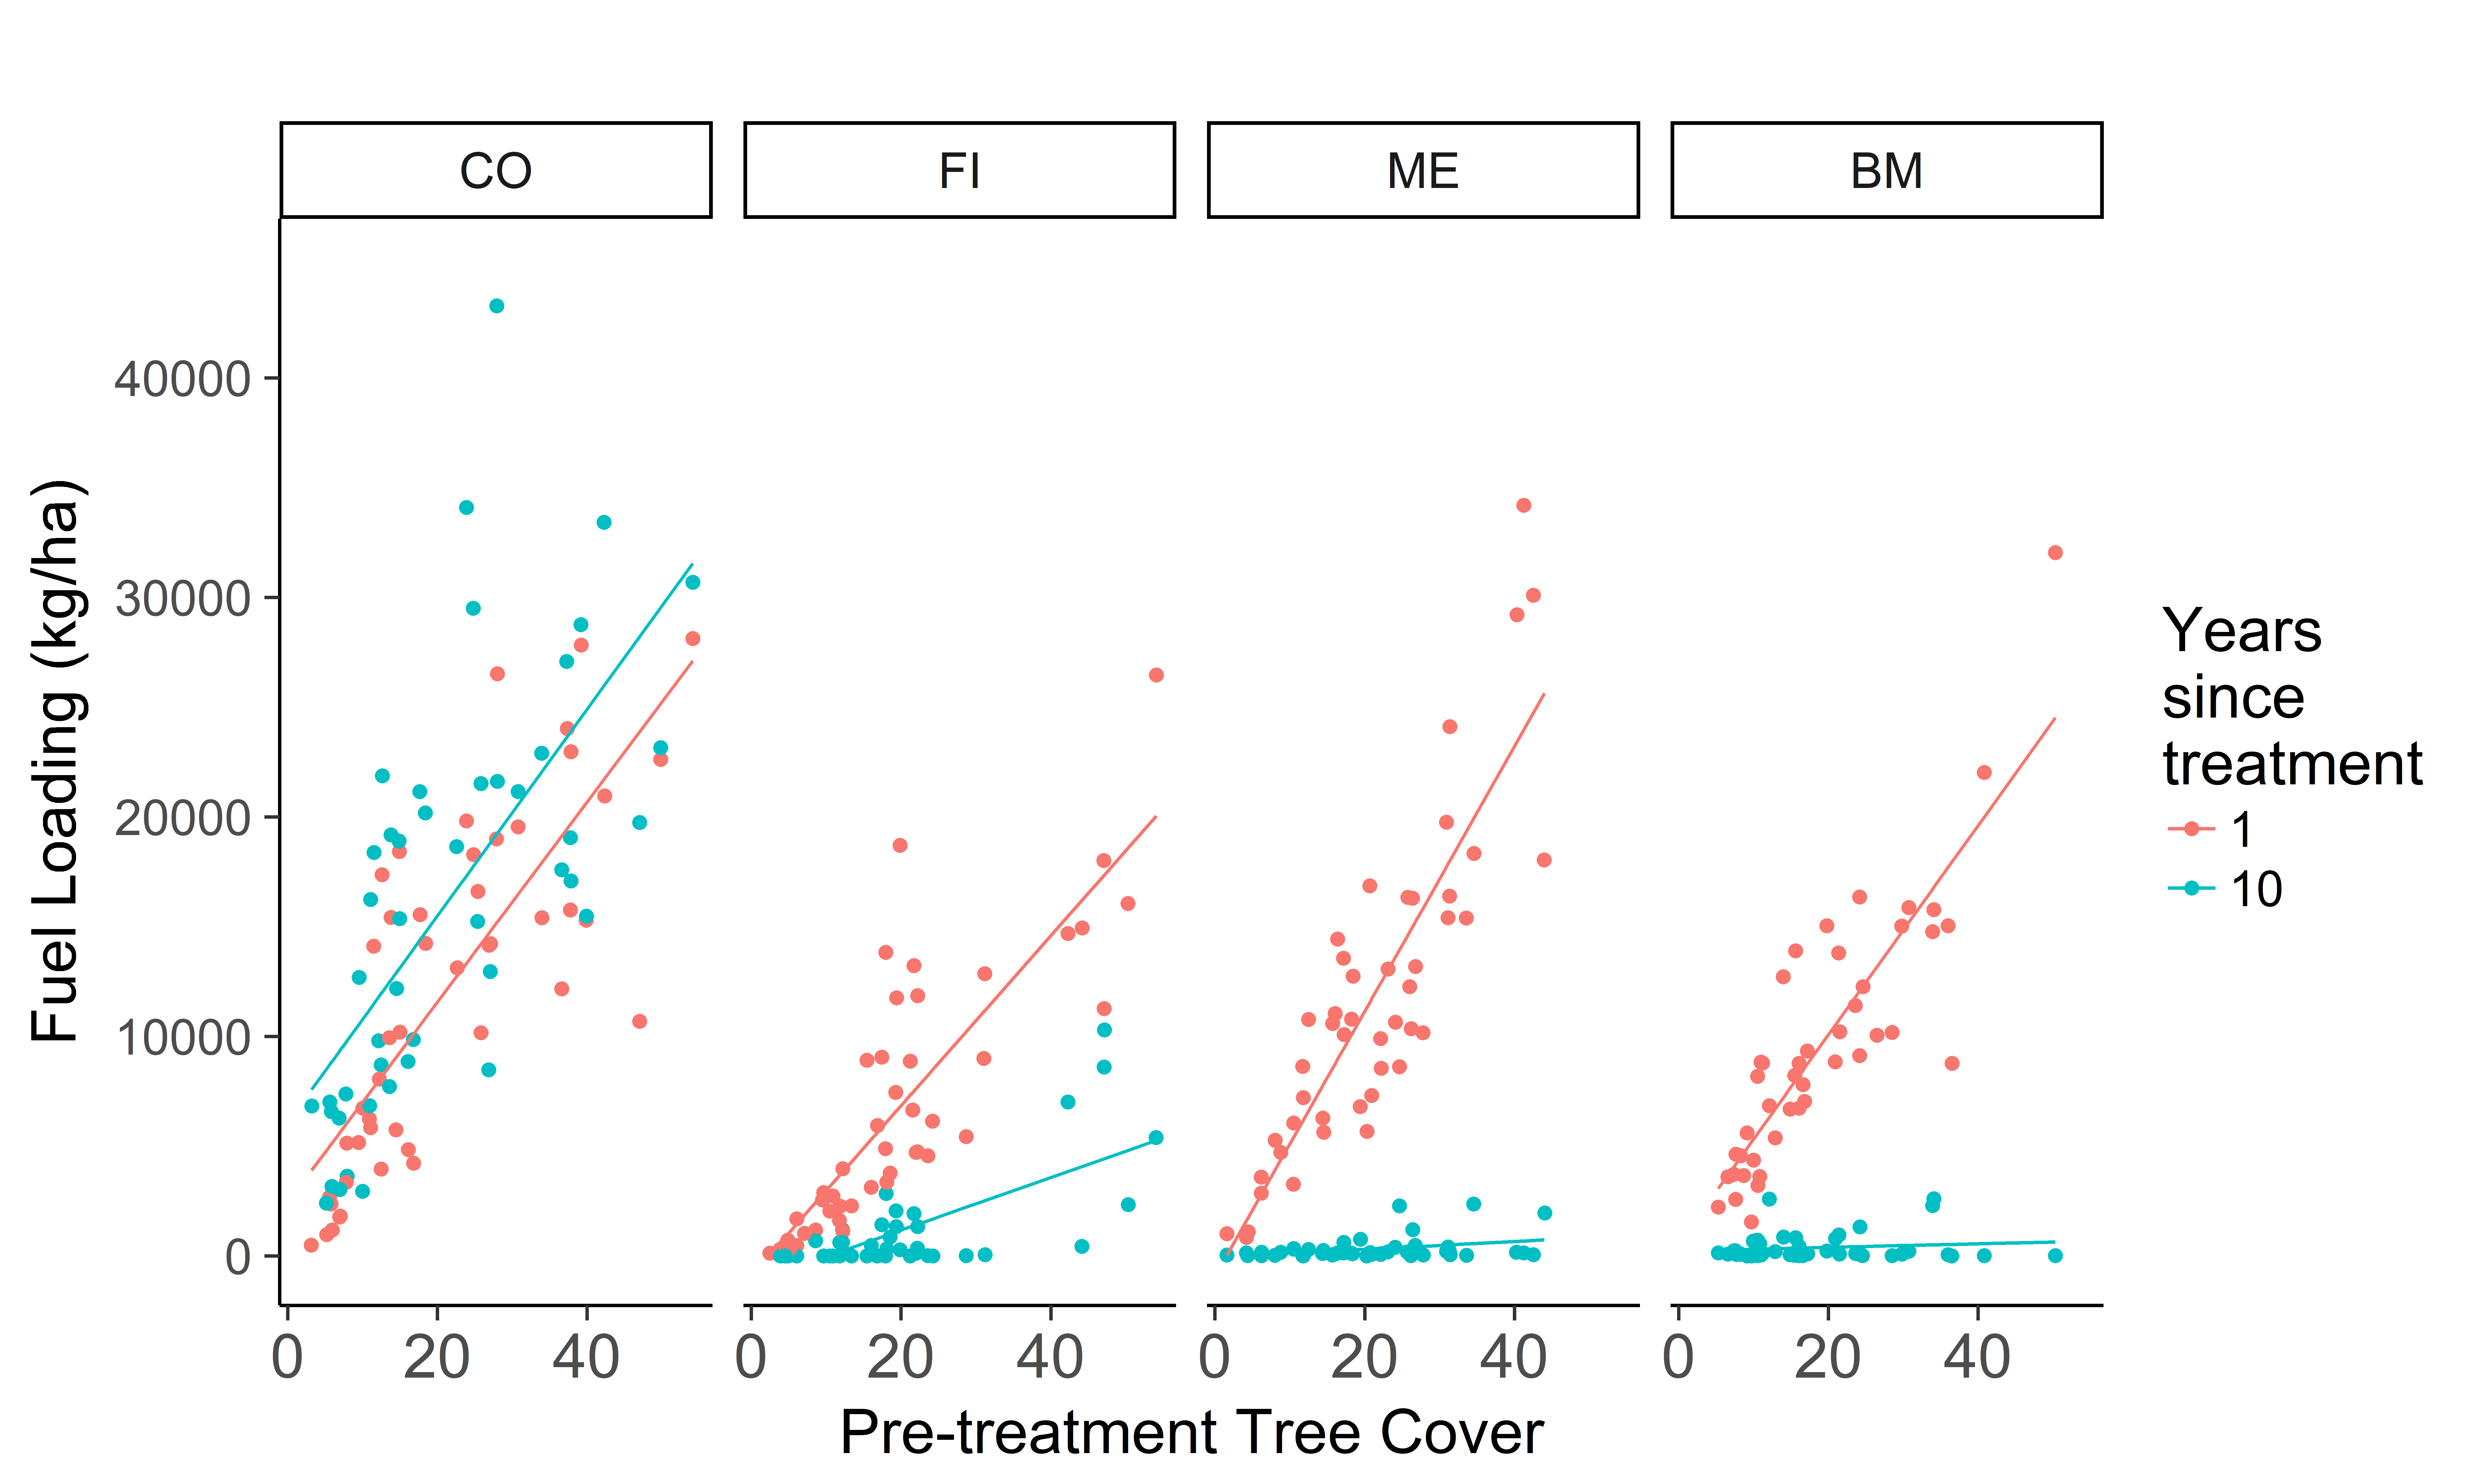 CO FI ME BM
40000
30000
20000
10000
0
Fuel Loading (kg/ha)
0 20 40 0 20 40 0 20 40 0 20 40
Pre-treatment Tree Cover
Years
since
treatment
1
10